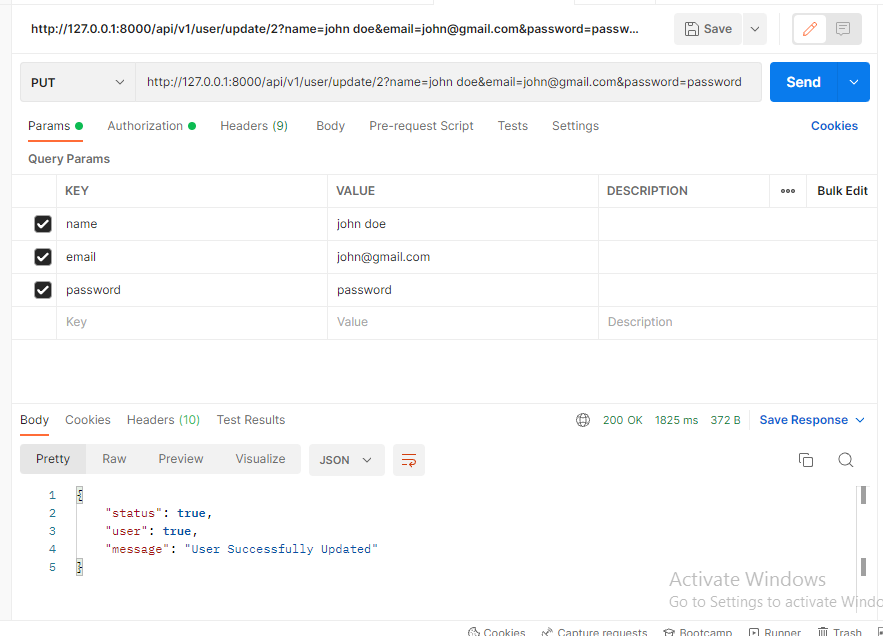 http://127.0.0.1:8000/api/v1/user/update/2?name=john doe&email=john@gmail.com&password=passw...
Save
PUT http://127.0.0.1:8000/api/v1/user/update/2?name=john doe&email=john@gmail.com&password=password Send
Params Authorization Headers (9) Body Pre-request Script Tests Settings Cookies
Query Params
KEY VALUE DESCRIPTION ooo Bulk Edit
name john doe
email john@gmail.com
password password
Key Value Description
Body Cookies Headers (10) Test Results 200 OK 1825 ms 372 B Save Response
Pretty Raw Preview Visualize JSON
1 {
2 "status": true,
3 "user": true,
4 "message": "User Successfully Updated"
5 }
Activate Windows
Go to Settings to activate Windo
Cookies Capture requests Bootcamp Runner Trash